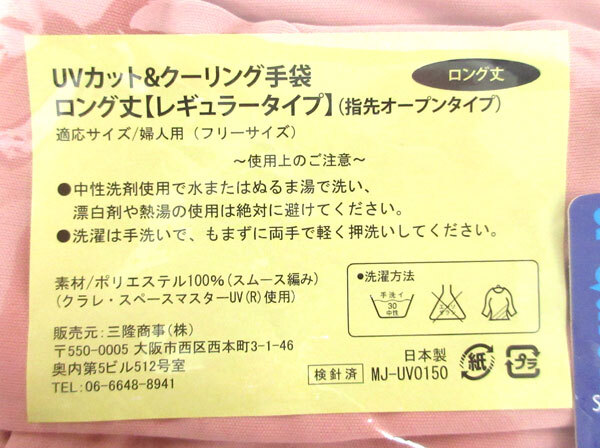 UVカット&クーリング手袋
ロング丈
ロング丈【レギュラータイプ】(指先オープンタイプ)
適応サイズ/婦人用（フリーサイズ）
～使用上のご注意～
●中性洗剤使用で水またはぬるま湯で洗い、
漂白剤や熱湯の使用は絶対に避けてください。
●洗濯は手洗いで、もまずに両手で軽く押洗いしてください。
素材/ポリエステル100%(スムース編み)
(クラレ・スペースマスターUV(R)使用)
●洗濯方法
手洗イ
30
中性
エンソ
サラシ
販売元:三隆商事(株)
〒550-0005 大阪市西区西本町3-1-46
奥内第5ビル512号室
TEL: 06-6648-8941
日本製
検針済 MJ-UV0150
紙
プラ